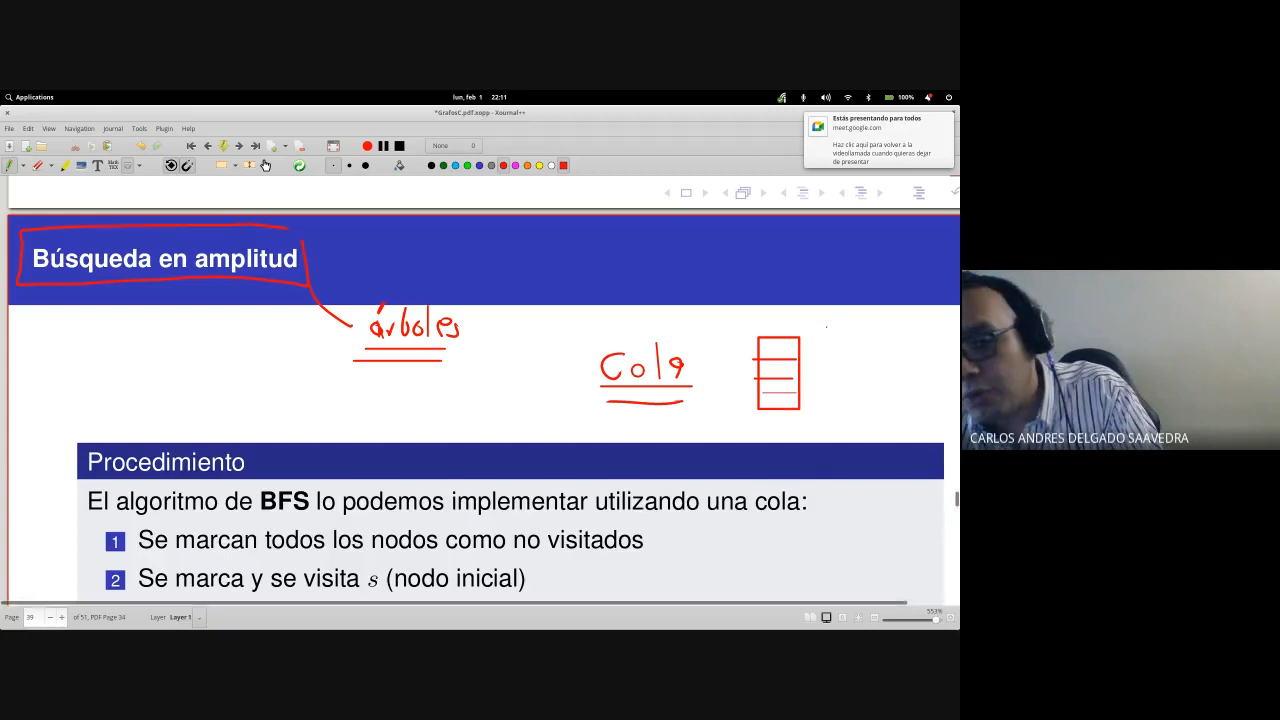 Applications
lun, feb 1 22:11
100%
*GrafosC.pdf.xopp - Xournal++
File Edit View Navigation Journal Tools Plugin Help
None 0
Estás presentando para todos
meet.google.com
Haz clic aquí para volver a la
videollamada cuando quieras dejar
de presentar
Búsqueda en amplitud
árboles
Cola
Procedimiento
El algoritmo de BFS lo podemos implementar utilizando una cola:
1 Se marcan todos los nodos como no visitados
2 Se marca y se visita s (nodo inicial)
Page 39 of 51, PDF Page 34 Layer Layer 1
553%
CARLOS ANDRES DELGADO SAAVEDRA